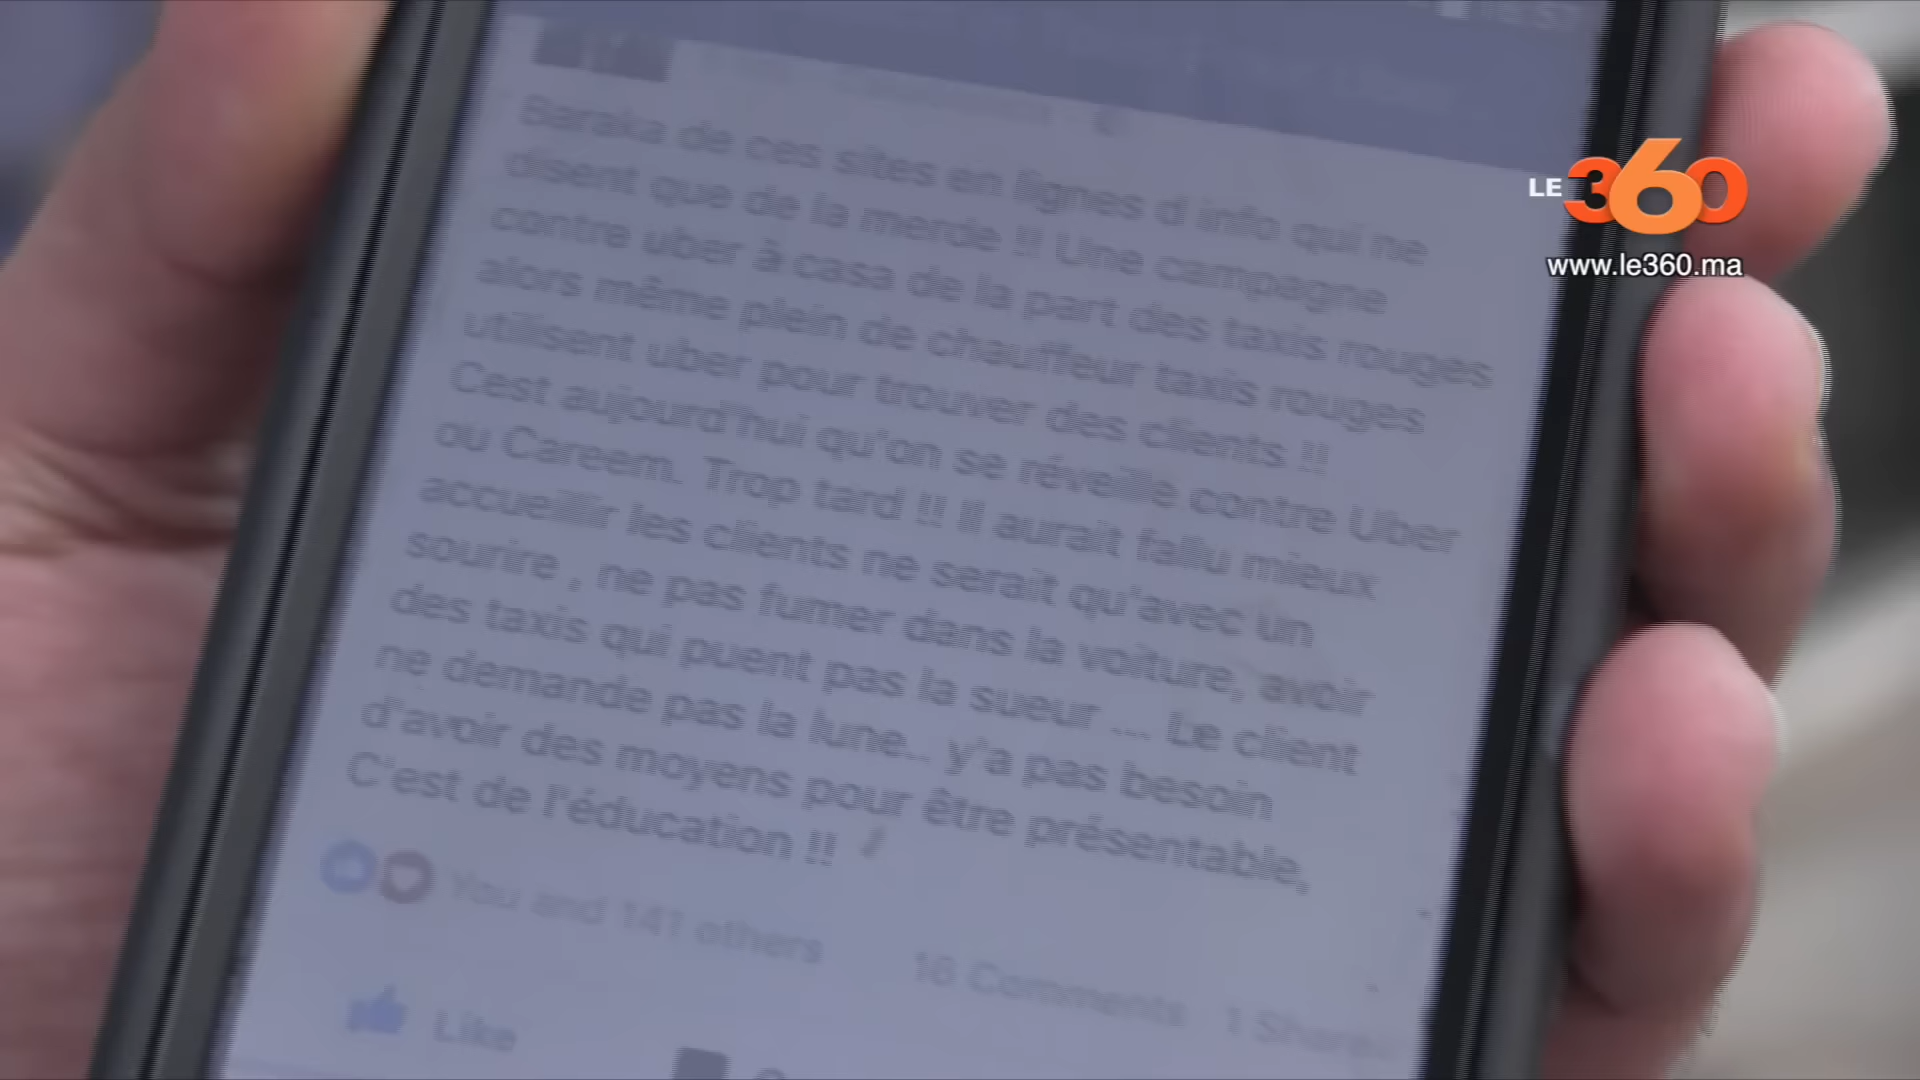 Baraka de ces sites en lignes d info qui ne
disent que de la merde !! Une campagne
contre uber à casa de la part des taxis rouges
alors même plein de chauffeur taxis rouges
utilisent uber pour trouver des clients !!
Cest aujourd'hui qu'on se réveille contre Uber
ou Careem. Trop tard !! Il aurait fallu mieux
accueillir les clients ne serait qu'avec un
sourire , ne pas fumer dans la voiture, avoir
des taxis qui puent pas la sueur ... Le client
ne demande pas la lune.. y'a pas besoin
d'avoir des moyens pour être présentable,
C'est de l'éducation !!
You and 141 others 16 Comments 1 Share
Like
LE 360
www.le360.ma